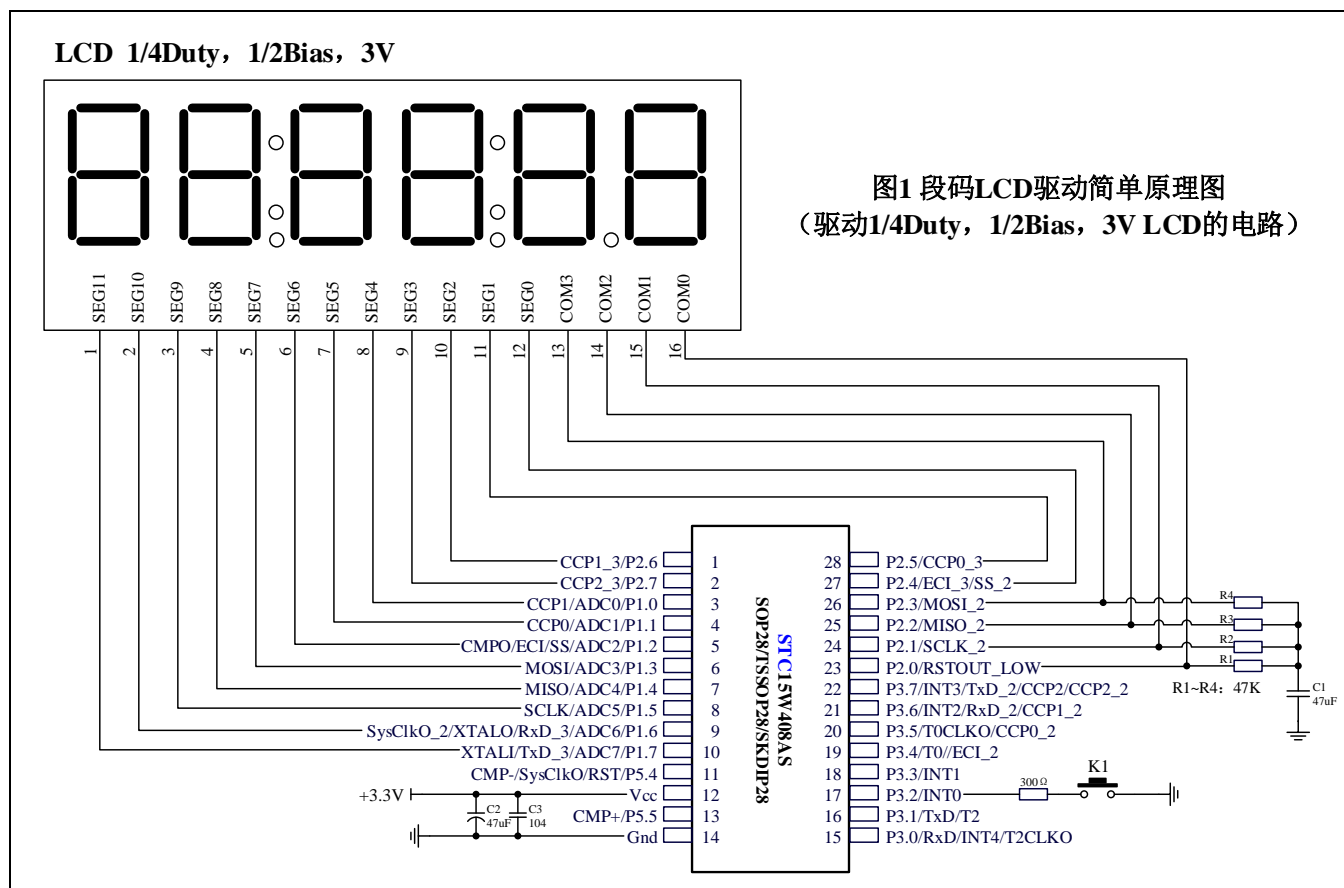 LCD 1/4Duty，1/2Bias，3V
图1 段码LCD驱动简单原理图
（驱动1/4Duty，1/2Bias，3V LCD的电路）
SEG11
SEG10
SEG9
SEG8
SEG7
SEG6
SEG5
SEG4
SEG3
SEG2
SEG1
SEG0
COM3
COM2
COM1
COM0
1
2
3
4
5
6
7
8
9
10
11
12
13
14
15
16
CCP1_3/P2.6
CCP2_3/P2.7
CCP1/ADC0/P1.0
CCP0/ADC1/P1.1
CMPO/ECI/SS/ADC2/P1.2
MOSI/ADC3/P1.3
MISO/ADC4/P1.4
SCLK/ADC5/P1.5
SysClkO_2/XTALO/RxD_3/ADC6/P1.6
XTALI/TxD_3/ADC7/P1.7
CMP-/SysClkO/RST/P5.4
Vcc
CMP+/P5.5
Gnd
1
2
3
4
5
6
7
8
9
10
11
12
13
14
STC15W408AS
SOP28/TSSOP28/SKDIP28
28
27
26
25
24
23
22
21
20
19
18
17
16
15
P2.5/CCP0_3
P2.4/ECI_3/SS_2
P2.3/MOSI_2
P2.2/MISO_2
P2.1/SCLK_2
P2.0/RSTOUT_LOW
P3.7/INT3/TxD_2/CCP2/CCP2_2
P3.6/INT2/RxD_2/CCP1_2
P3.5/T0CLKO/CCP0_2
P3.4/T0//ECI_2
P3.3/INT1
P3.2/INT0
P3.1/TxD/T2
P3.0/RxD/INT4/T2CLKO
R4
R3
R2
R1
R1~R4：47K
C1
47uF
K1
300Ω
+3.3V
C2
47uF
C3
104